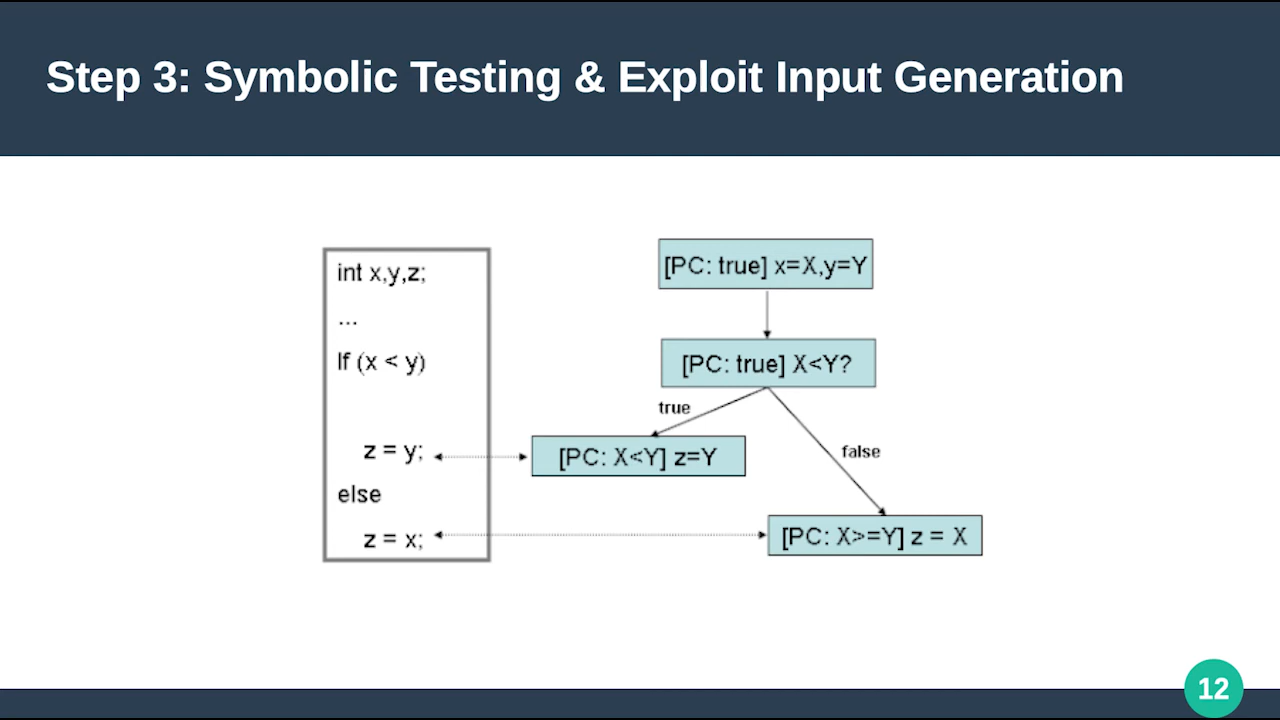 Step 3: Symbolic Testing & Exploit Input Generation
int x,y,z;
...
If (x < y)
z = y;
else
z = x;
[PC: true] x=X,y=Y
[PC: true] X<Y?
true
false
[PC: X<Y] z=Y
[PC: X>=Y] z = X
12